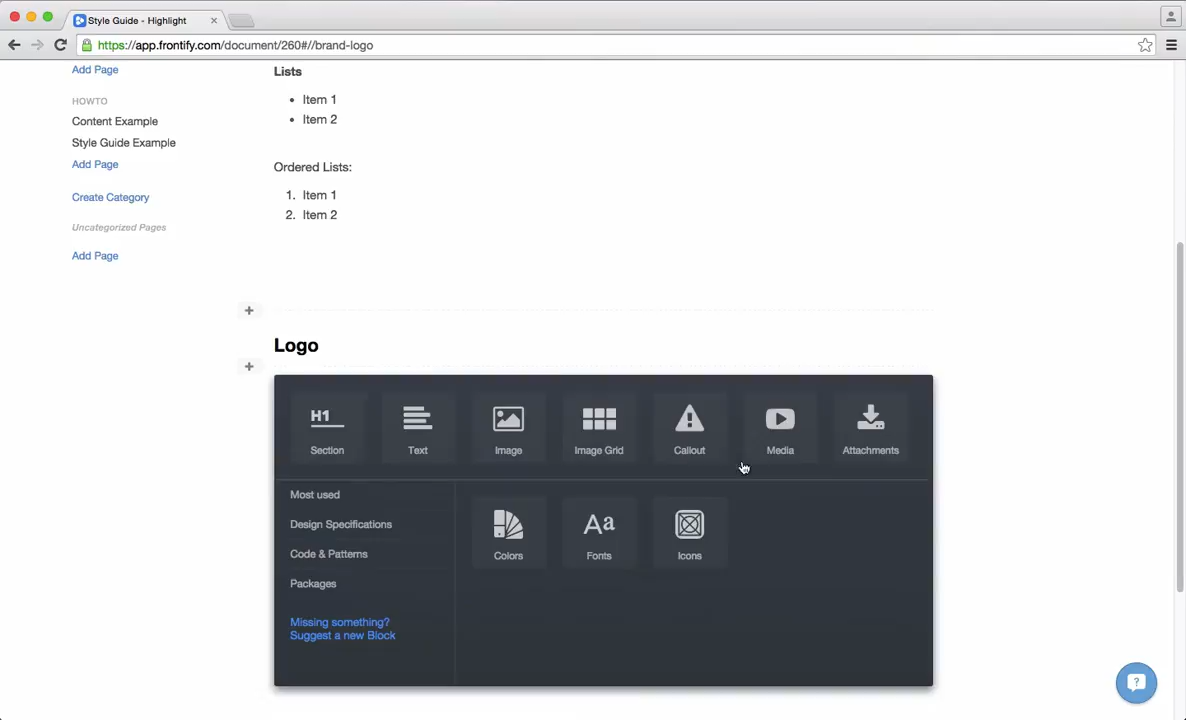 Style Guide - Highlight
https://app.frontify.com/document/260#//brand-logo
Add Page
HOWTO
Content Example
Style Guide Example
Add Page
Create Category
Uncategorized Pages
Add Page
Lists
• Item 1
• Item 2
Ordered Lists:
1. Item 1
2. Item 2
Logo
H1
Section
Text
Image
Image Grid
Callout
Media
Attachments
Most used
Design Specifications
Code & Patterns
Packages
Missing something?
Suggest a new Block
Colors
Aa
Fonts
Icons
?